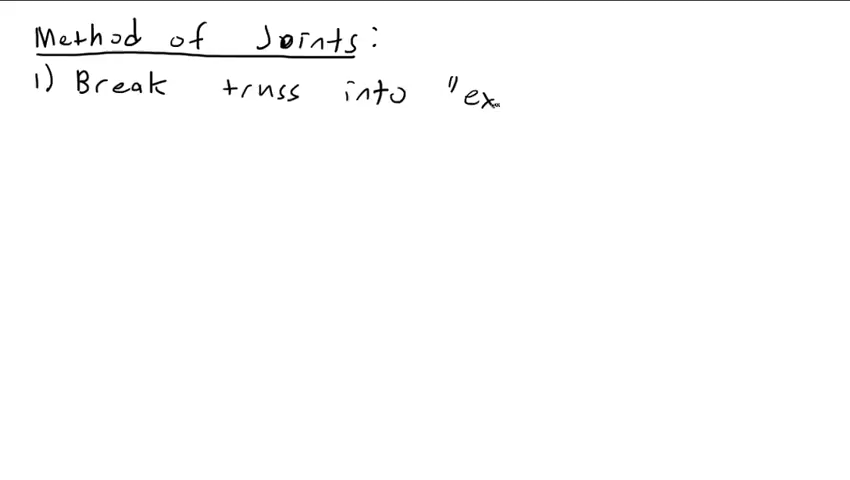 Method of Joints:
1) Break truss into "ex